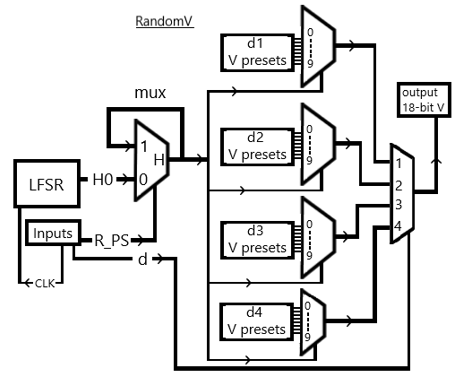 RandomV
d1
V presets
0
9
mux
1
H
0
LFSR
H0
Inputs
R_PS
d
CLK
d2
V presets
0
9
d3
V presets
0
9
d4
V presets
0
9
1
2
3
4
output
18-bit V